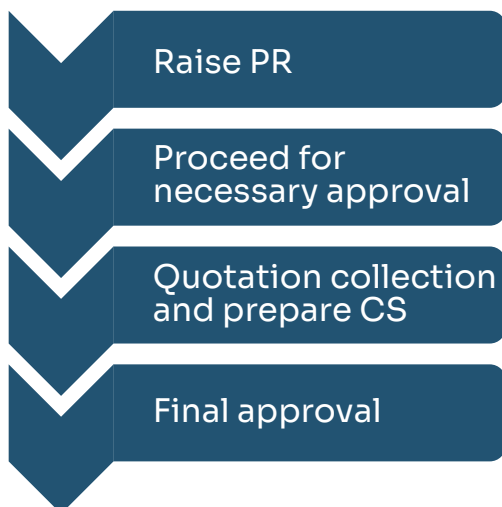 Raise PR
Proceed for
necessary approval
Quotation collection
and prepare CS
Final approval